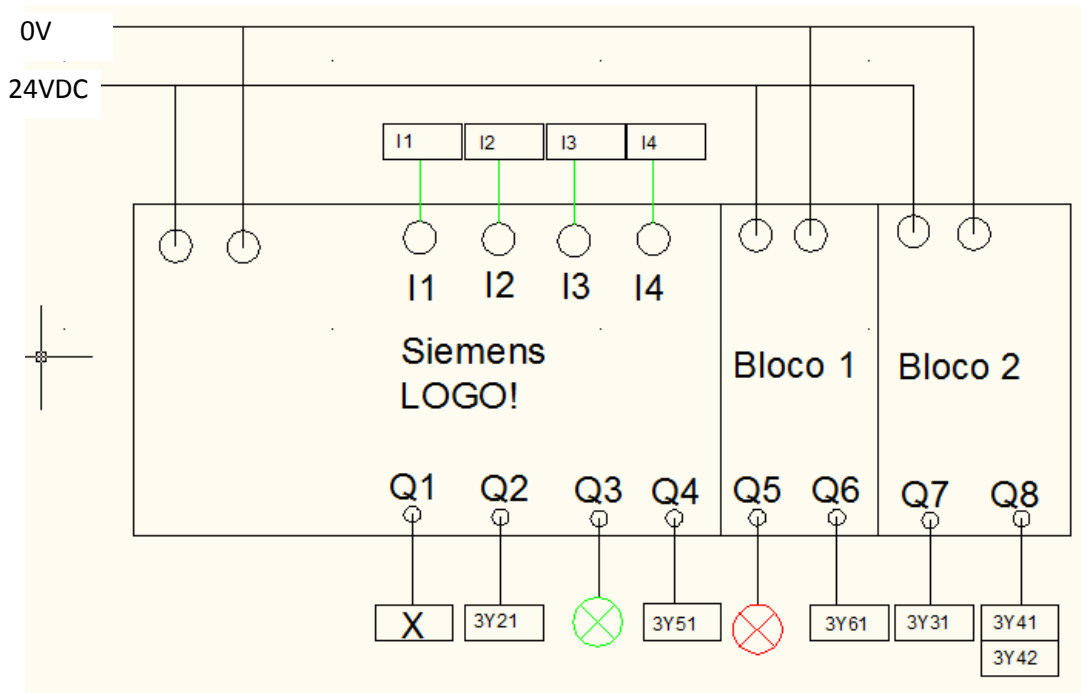 0V
24VDC
I1 I2 I3 I4
I1 I2 I3 I4
Siemens
LOGO!
Bloco 1
Bloco 2
Q1 Q2 Q3 Q4 Q5 Q6 Q7 Q8
X 3Y21 3Y51 3Y61 3Y31 3Y41
3Y42